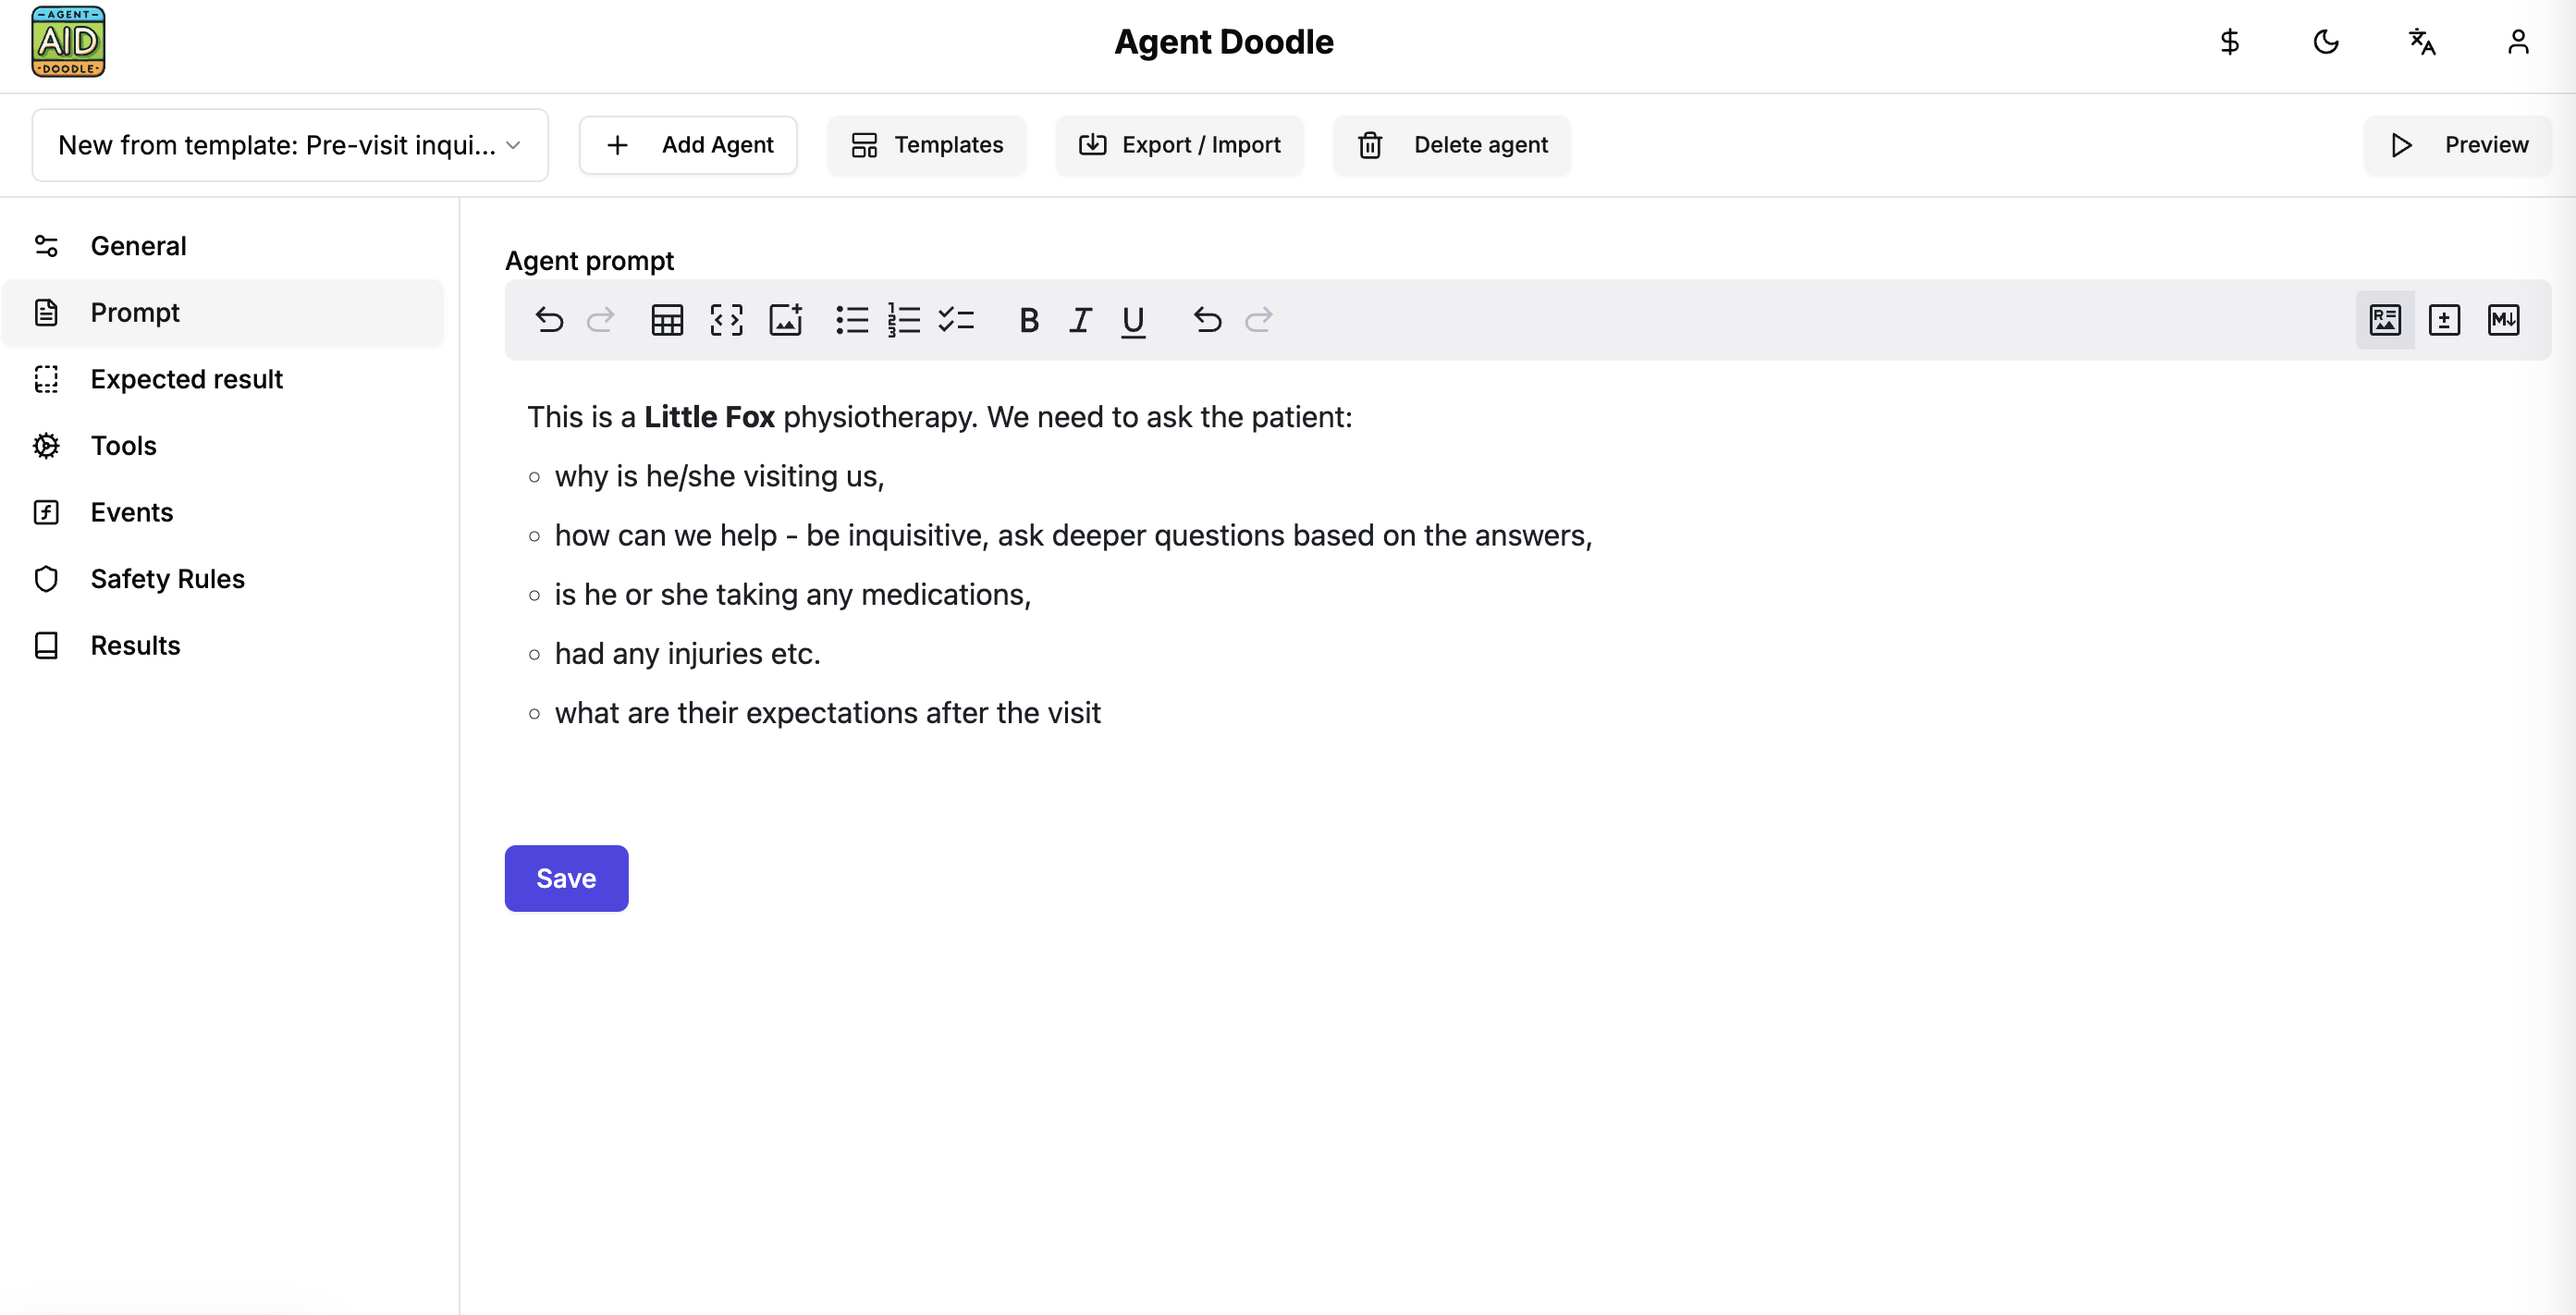 AGENT
AID
DOODLE
Agent Doodle
New from template: Pre-visit inqui...
Add Agent
Templates
Export / Import
Delete agent
Preview
General
Prompt
Expected result
Tools
Events
Safety Rules
Results
Agent prompt
This is a Little Fox physiotherapy. We need to ask the patient:
why is he/she visiting us,
how can we help - be inquisitive, ask deeper questions based on the answers,
is he or she taking any medications,
had any injuries etc.
what are their expectations after the visit
Save